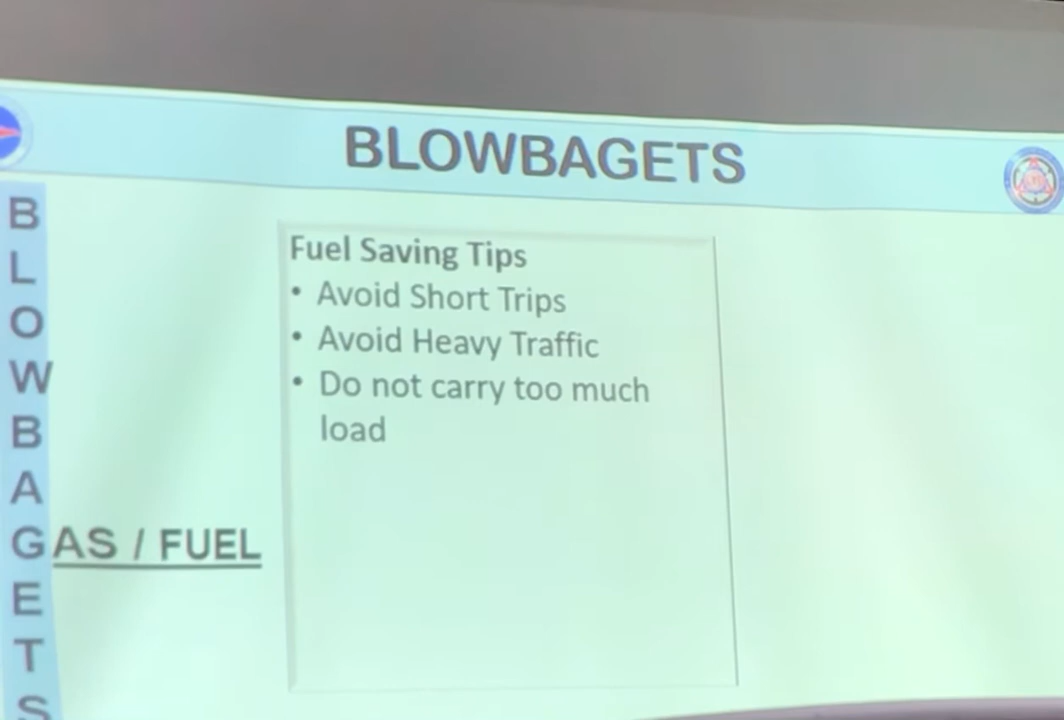 BLOWBAGETS
B
L
O
W
B
A
GAS / FUEL
E
T
S
Fuel Saving Tips
• Avoid Short Trips
• Avoid Heavy Traffic
• Do not carry too much
load